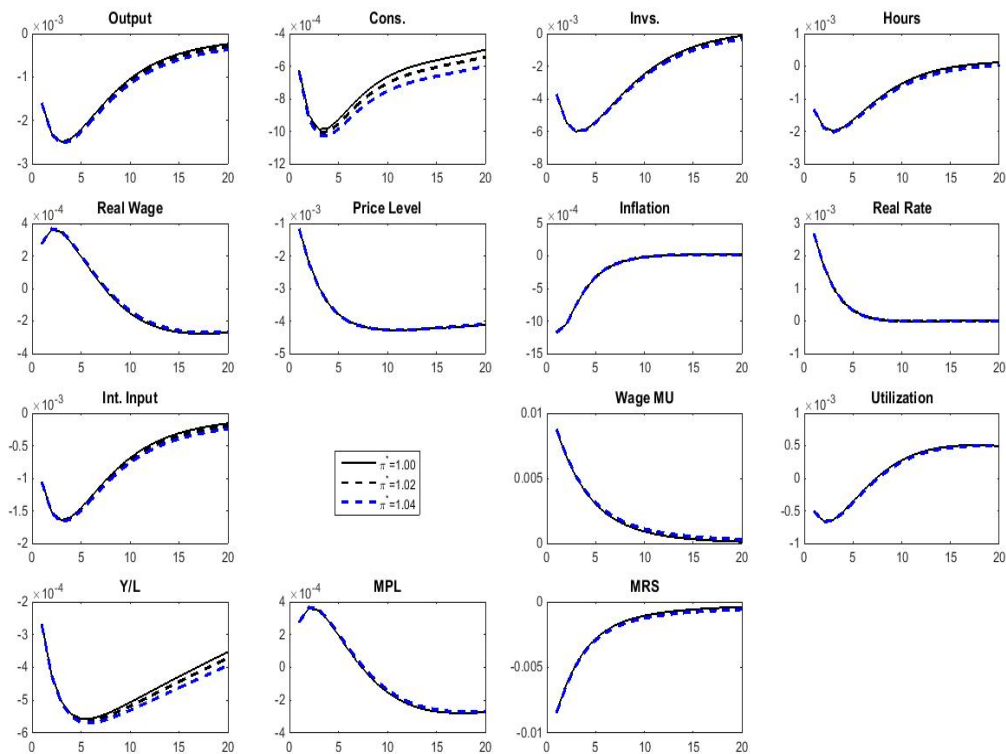 Output
×10⁻³
0
-1
-2
-3
0 5 10 15 20
Cons.
×10⁻⁴
-4
-6
-8
-10
-12
0 5 10 15 20
Invs.
×10⁻³
0
-2
-4
-6
-8
0 5 10 15 20
Hours
×10⁻³
1
0
-1
-2
-3
0 5 10 15 20
Real Wage
×10⁻⁴
4
2
0
-2
-4
0 5 10 15 20
Price Level
×10⁻³
-1
-2
-3
-4
-5
0 5 10 15 20
Inflation
×10⁻⁴
5
0
-5
-10
-15
0 5 10 15 20
Real Rate
×10⁻³
3
2
1
0
-1
0 5 10 15 20
Int. Input
×10⁻³
0
-0.5
-1
-1.5
-2
0 5 10 15 20
π*=1.00
π*=1.02
π*=1.04
Wage MU
0.01
0.005
0
0 5 10 15 20
Utilization
×10⁻³
1
0.5
0
-0.5
-1
0 5 10 15 20
Y/L
×10⁻⁴
-2
-3
-4
-5
-6
0 5 10 15 20
MPL
×10⁻⁴
4
2
0
-2
-4
0 5 10 15 20
MRS
0
-0.005
-0.01
0 5 10 15 20